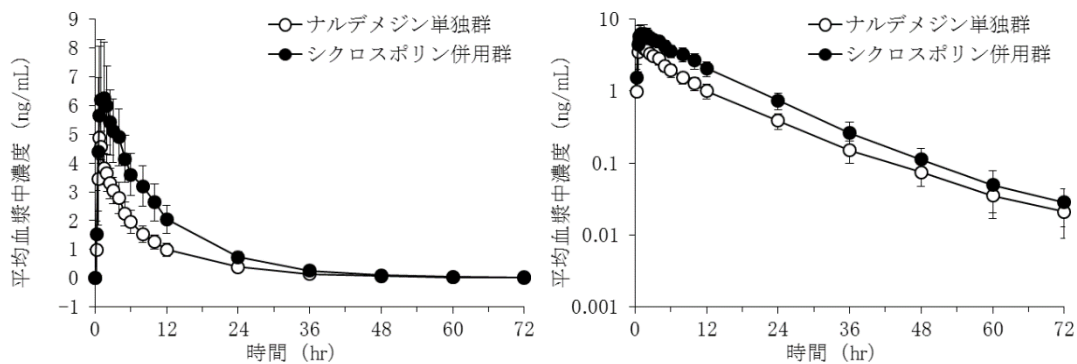 ナルデメジン単独群
シクロスポリン併用群
平均血漿中濃度 (ng/mL)
9
8
7
6
5
4
3
2
1
0
-1
0 12 24 36 48 60 72
時間 (hr)
ナルデメジン単独群
シクロスポリン併用群
平均血漿中濃度 (ng/mL)
10
1
0.1
0.01
0.001
0 12 24 36 48 60 72
時間 (hr)